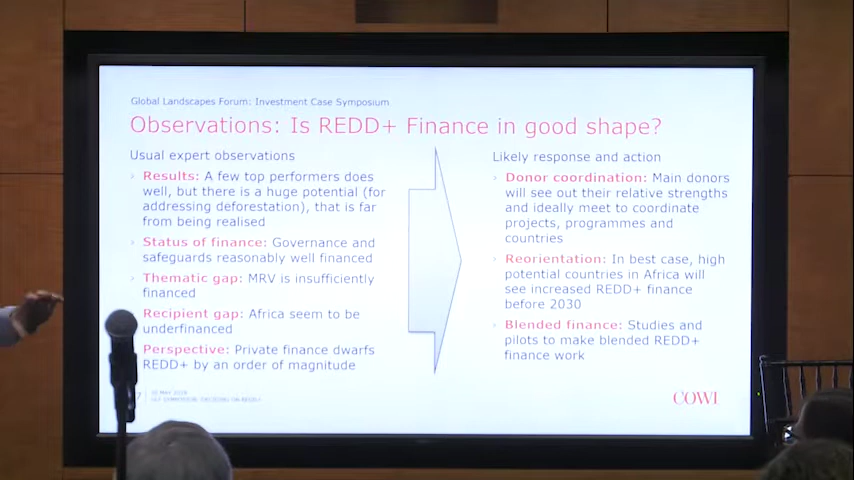 Global Landscapes Forum: Investment Case Symposium
Observations: Is REDD+ Finance in good shape?
Usual expert observations
› Results: A few top performers does
well, but there is a huge potential (for
addressing deforestation), that is far
from being realised
› Status of finance: Governance and
safeguards reasonably well financed
› Thematic gap: MRV is insufficiently
financed
› Recipient gap: Africa seem to be
underfinanced
Perspective: Private finance dwarfs
REDD+ by an order of magnitude
Likely response and action
› Donor coordination: Main donors
will see out their relative strengths
and ideally meet to coordinate
projects, programmes and
countries
› Reorientation: In best case, high
potential countries in Africa will
see increased REDD+ finance
before 2030
› Blended finance: Studies and
pilots to make blended REDD+
finance work
7
COWI